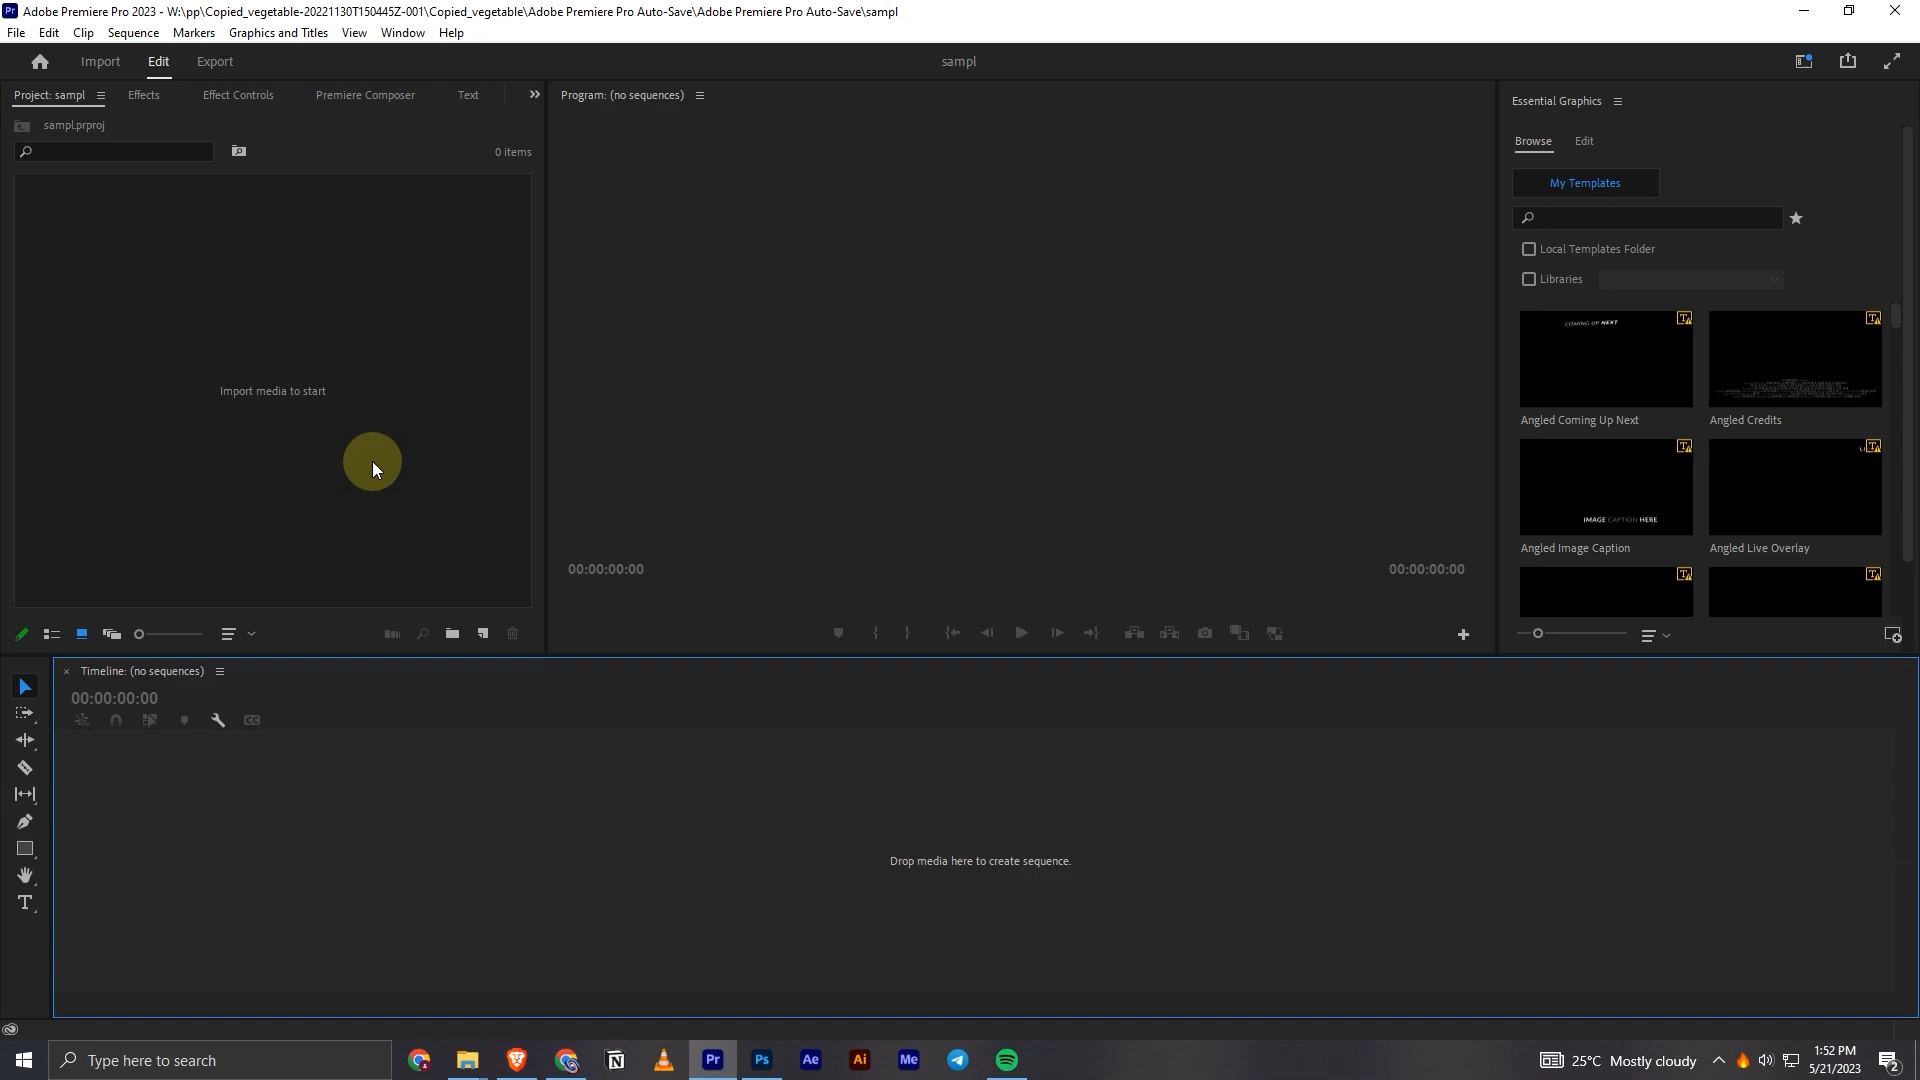 Adobe Premiere Pro 2023 - W:\pp\Copied_vegetable-20221130T150445Z-001\Copied_vegetable\Adobe Premiere Pro Auto-Save\Adobe Premiere Pro Auto-Save\sampl
File Edit Clip Sequence Markers Graphics and Titles View Window Help
Import Edit Export sampl
Project: sampl Effects Effect Controls Premiere Composer Text
Program: (no sequences)
Essential Graphics
sampl.prproj
0 items
Import media to start
00:00:00:00 00:00:00:00
Browse Edit
My Templates
Local Templates Folder
Libraries
COMING UP NEXT
Angled Coming Up Next Angled Credits
IMAGE CAPTION HERE
Angled Image Caption Angled Live Overlay
Timeline: (no sequences)
00:00:00:00
Drop media here to create sequence.
Type here to search
Pr Ps Ae Ai Me
25°C Mostly cloudy
1:52 PM
5/21/2023
2